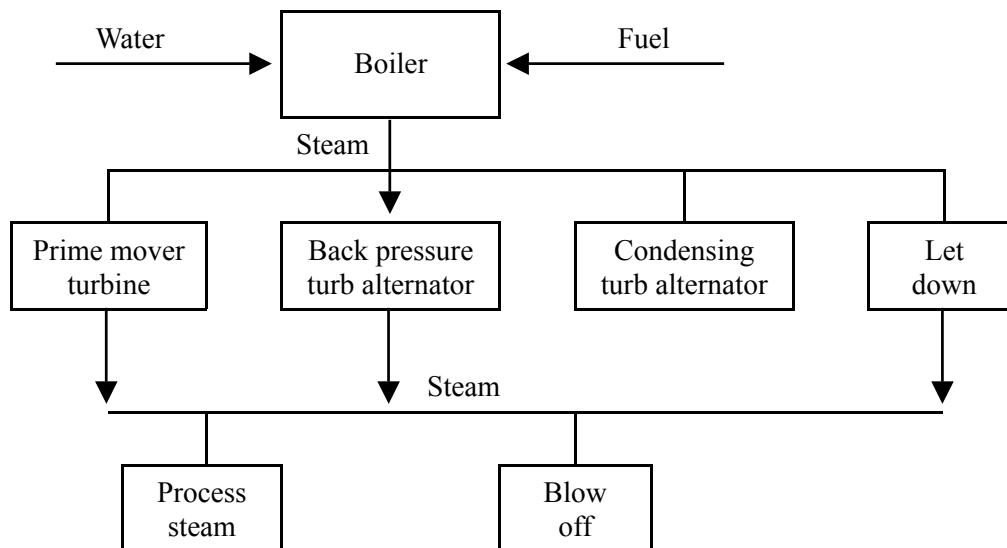 Water
Fuel
Boiler
Steam
Prime mover
turbine
Back pressure
turb alternator
Condensing
turb alternator
Let
down
Steam
Process
steam
Blow
off